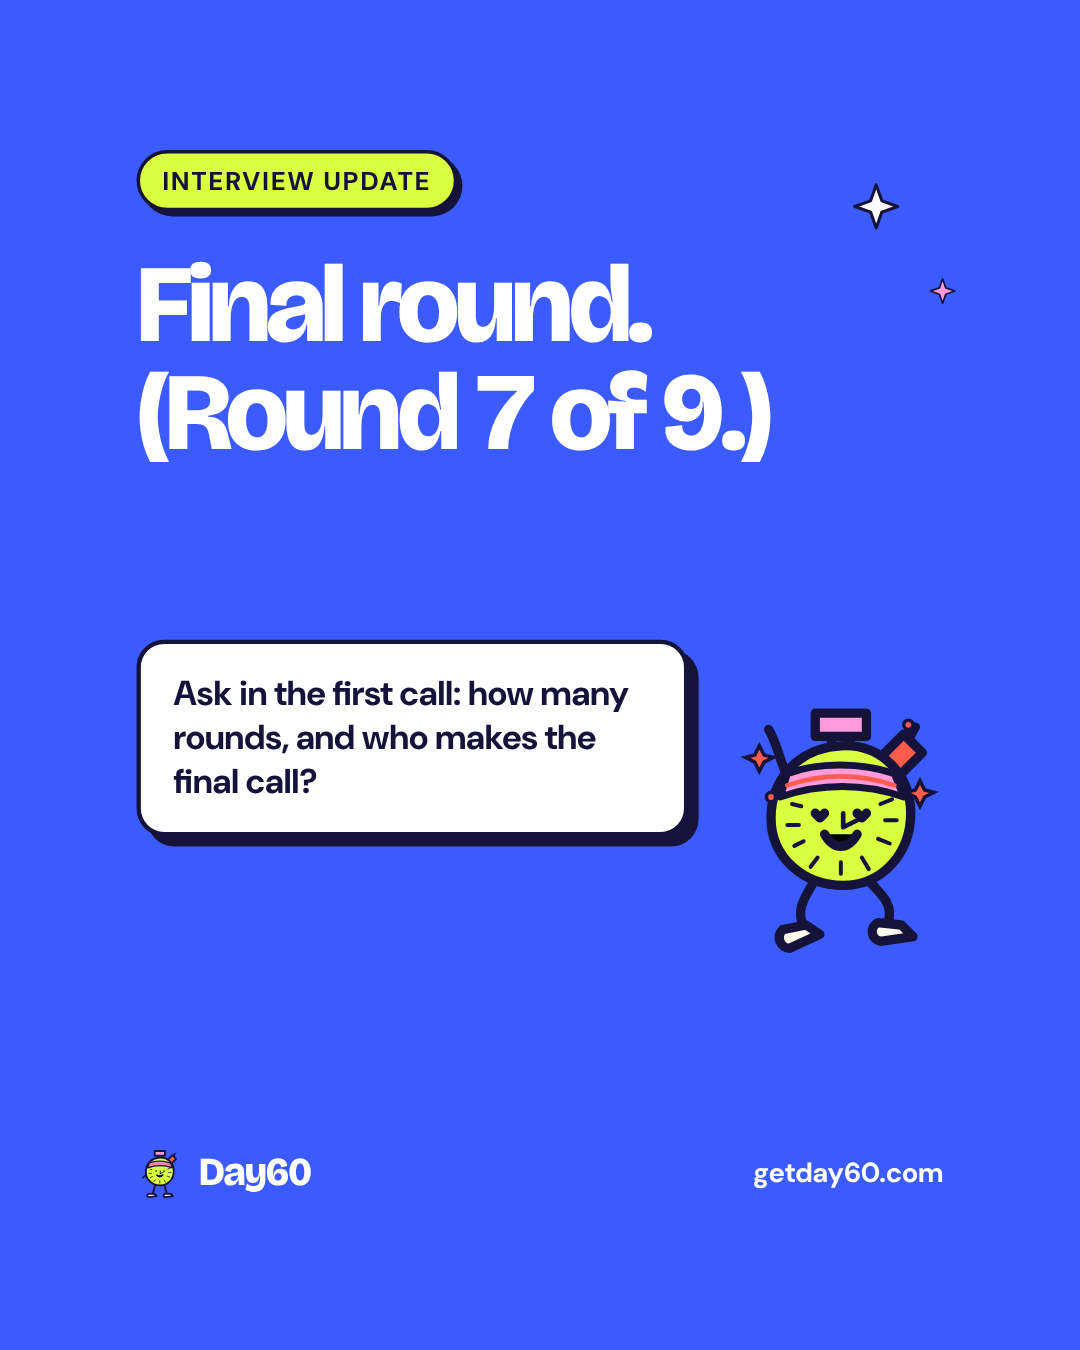 INTERVIEW UPDATE
Final round.
(Round 7 of 9.)
Ask in the first call: how many
rounds, and who makes the
final call?
Day60
getday60.com